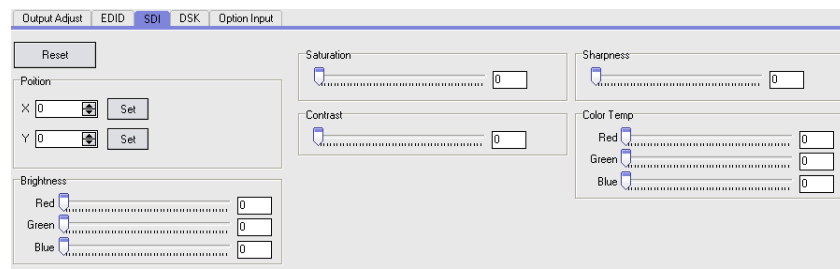 Output Adjust EDID SDI DSK Option Input
Reset
Poition
X 0 Set
Y 0 Set
Brightness
Red 0
Green 0
Blue 0
Saturation
0
Contrast
0
Sharpness
0
Color Temp
Red 0
Green 0
Blue 0